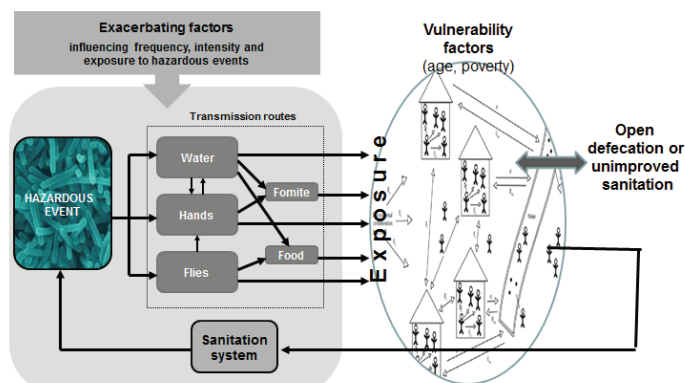 Exacerbating factors
influencing frequency, intensity and
exposure to hazardous events
Vulnerability
factors
(age, poverty)
Transmission routes
Water
Fomite
HAZARDOUS
EVENT
Hands
Food
Flies
Exposure
Open
defecation or
unimproved
sanitation
Sanitation
system